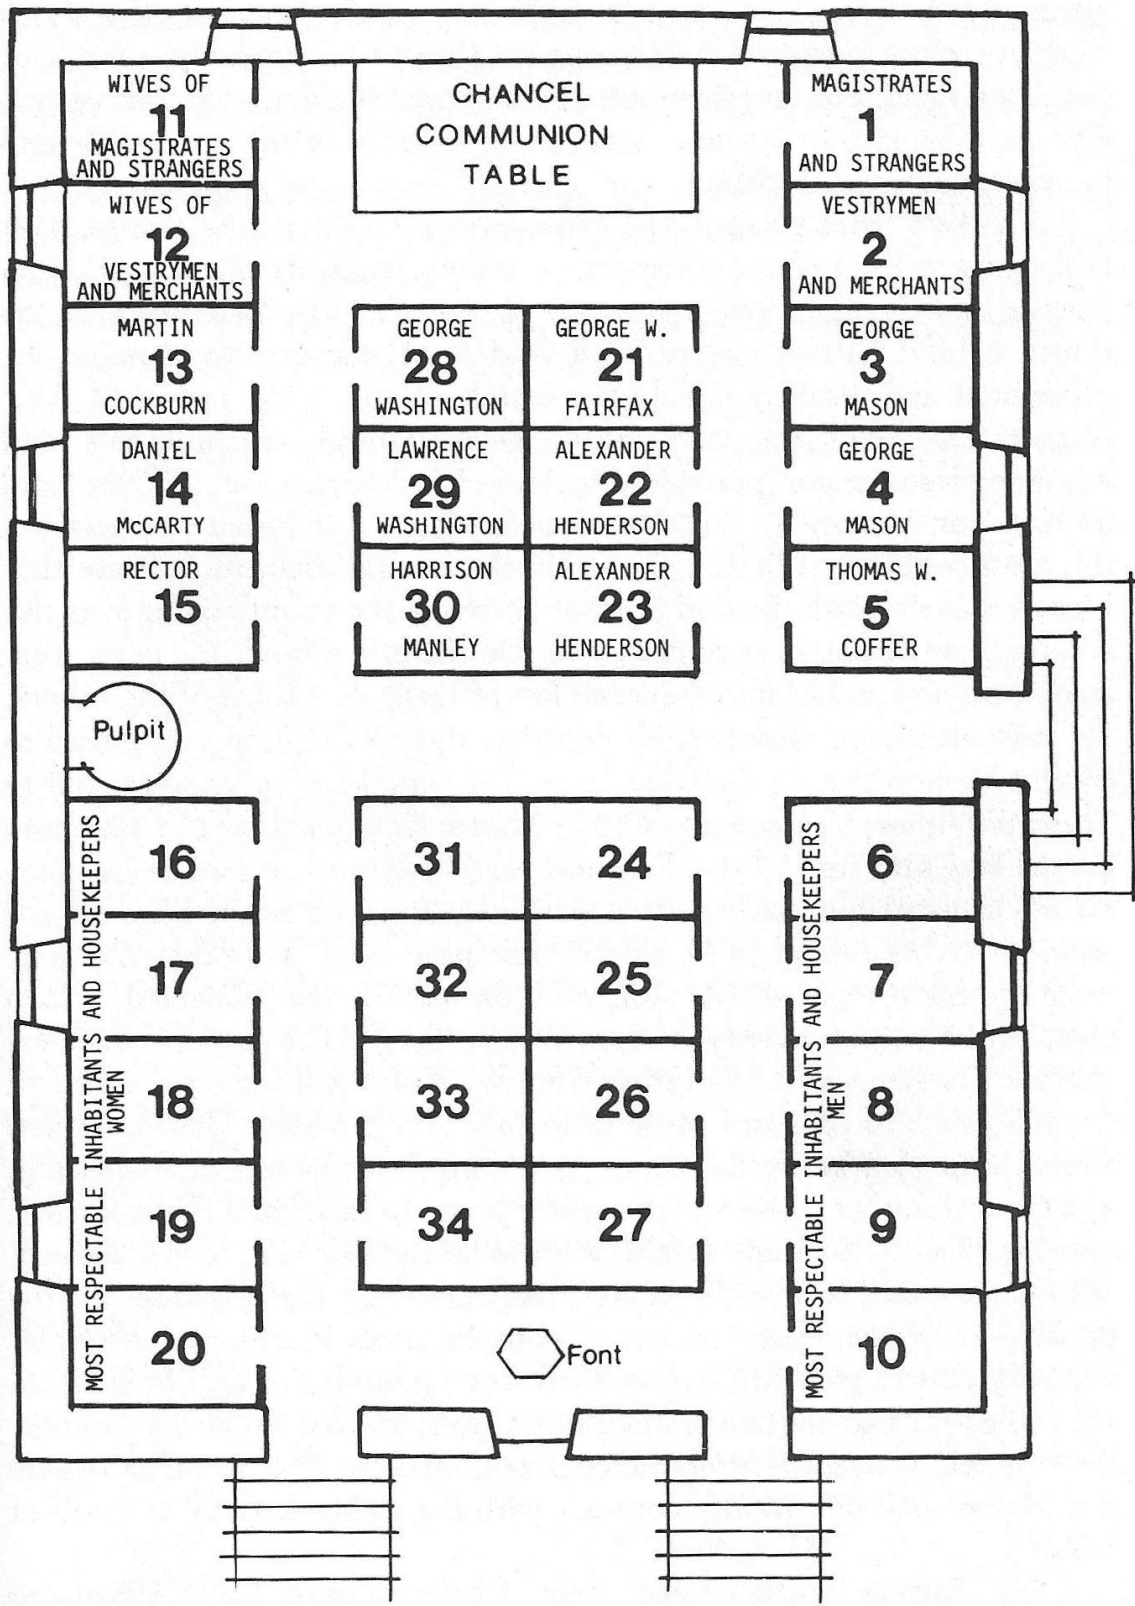 WIVES OF
11
MAGISTRATES
AND STRANGERS
CHANCEL
COMMUNION
TABLE
MAGISTRATES
1
AND STRANGERS
WIVES OF
12
VESTRYMEN
AND MERCHANTS
VESTRYMEN
2
AND MERCHANTS
MARTIN
13
COCKBURN
GEORGE
28
WASHINGTON
GEORGE W.
21
FAIRFAX
GEORGE
3
MASON
DANIEL
14
McCARTY
LAWRENCE
29
WASHINGTON
ALEXANDER
22
HENDERSON
GEORGE
4
MASON
RECTOR
15
HARRISON
30
MANLEY
ALEXANDER
23
HENDERSON
THOMAS W.
5
COFFER
Pulpit
MOST RESPECTABLE INHABITANTS AND HOUSEKEEPERS
WOMEN
16
17
18
19
20
31
24
32
25
33
26
34
27
MOST RESPECTABLE INHABITANTS AND HOUSEKEEPERS
MEN
6
7
8
9
10
Font